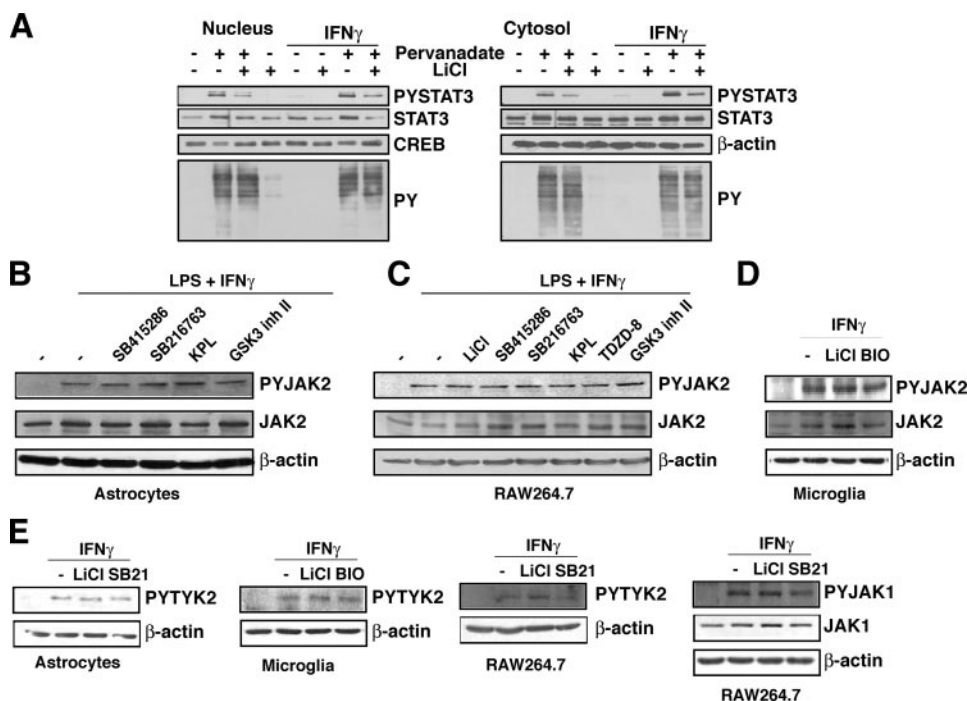 A
Nucleus IFNγ Cytosol IFNγ
- + + - - - + + Pervanadate - + + - - - + +
- - + + - + - + LiCl - - + + - + - +
PYSTAT3 PYSTAT3
STAT3 STAT3
CREB β-actin
PY PY
B
LPS + IFNγ
- - SB415286 SB216763 KPL GSK3 inh II
PYJAK2
JAK2
β-actin
Astrocytes
C
LPS + IFNγ
- - LiCl SB415286 SB216763 KPL TDZD-8 GSK3 inh II
PYJAK2
JAK2
β-actin
RAW264.7
D
IFNγ
- LiCl BIO
PYJAK2
JAK2
β-actin
Microglia
E
IFNγ
- LiCl SB21
PYTYK2
β-actin
Astrocytes
IFNγ
- LiCl BIO
PYTYK2
β-actin
Microglia
IFNγ
- LiCl SB21
PYTYK2
β-actin
RAW264.7
IFNγ
- LiCl SB21
PYJAK1
JAK1
β-actin
RAW264.7